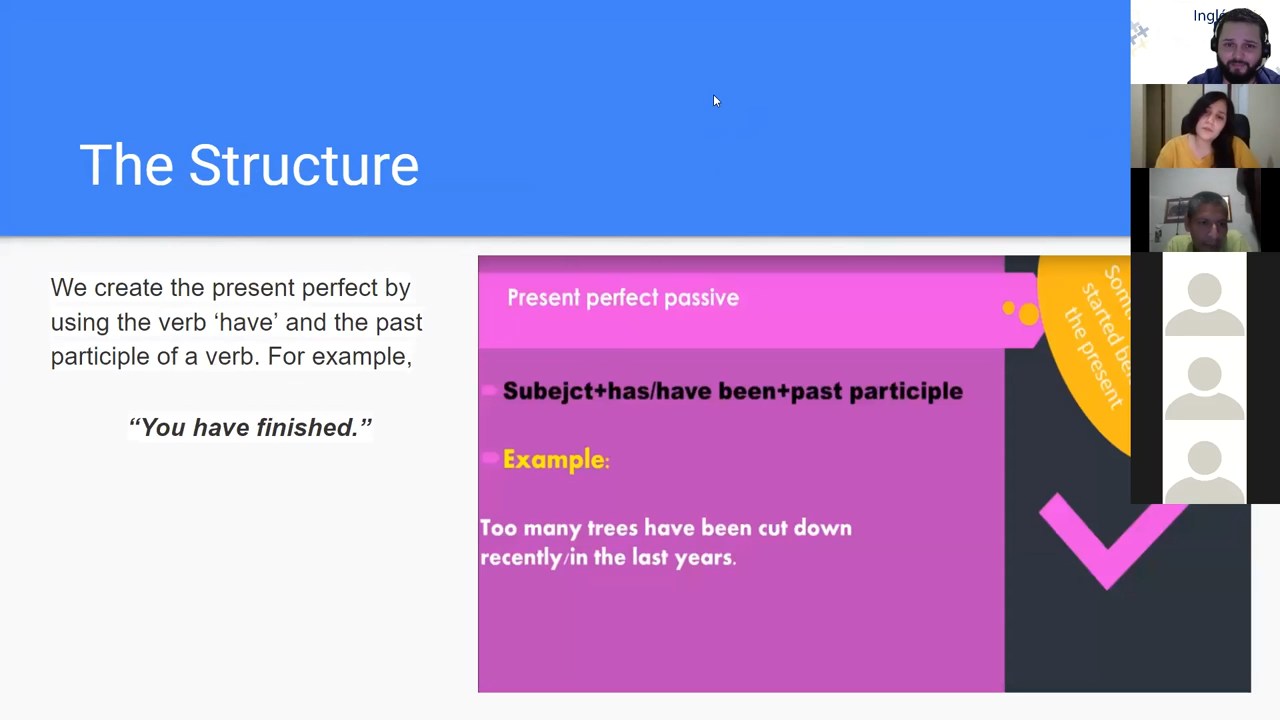 The Structure
We create the present perfect by
using the verb ‘have’ and the past
participle of a verb. For example,
“You have finished.”
Present perfect passive
Subejct+has/have been+past participle
Example:
Too many trees have been cut down
recently/in the last years.
started
the present